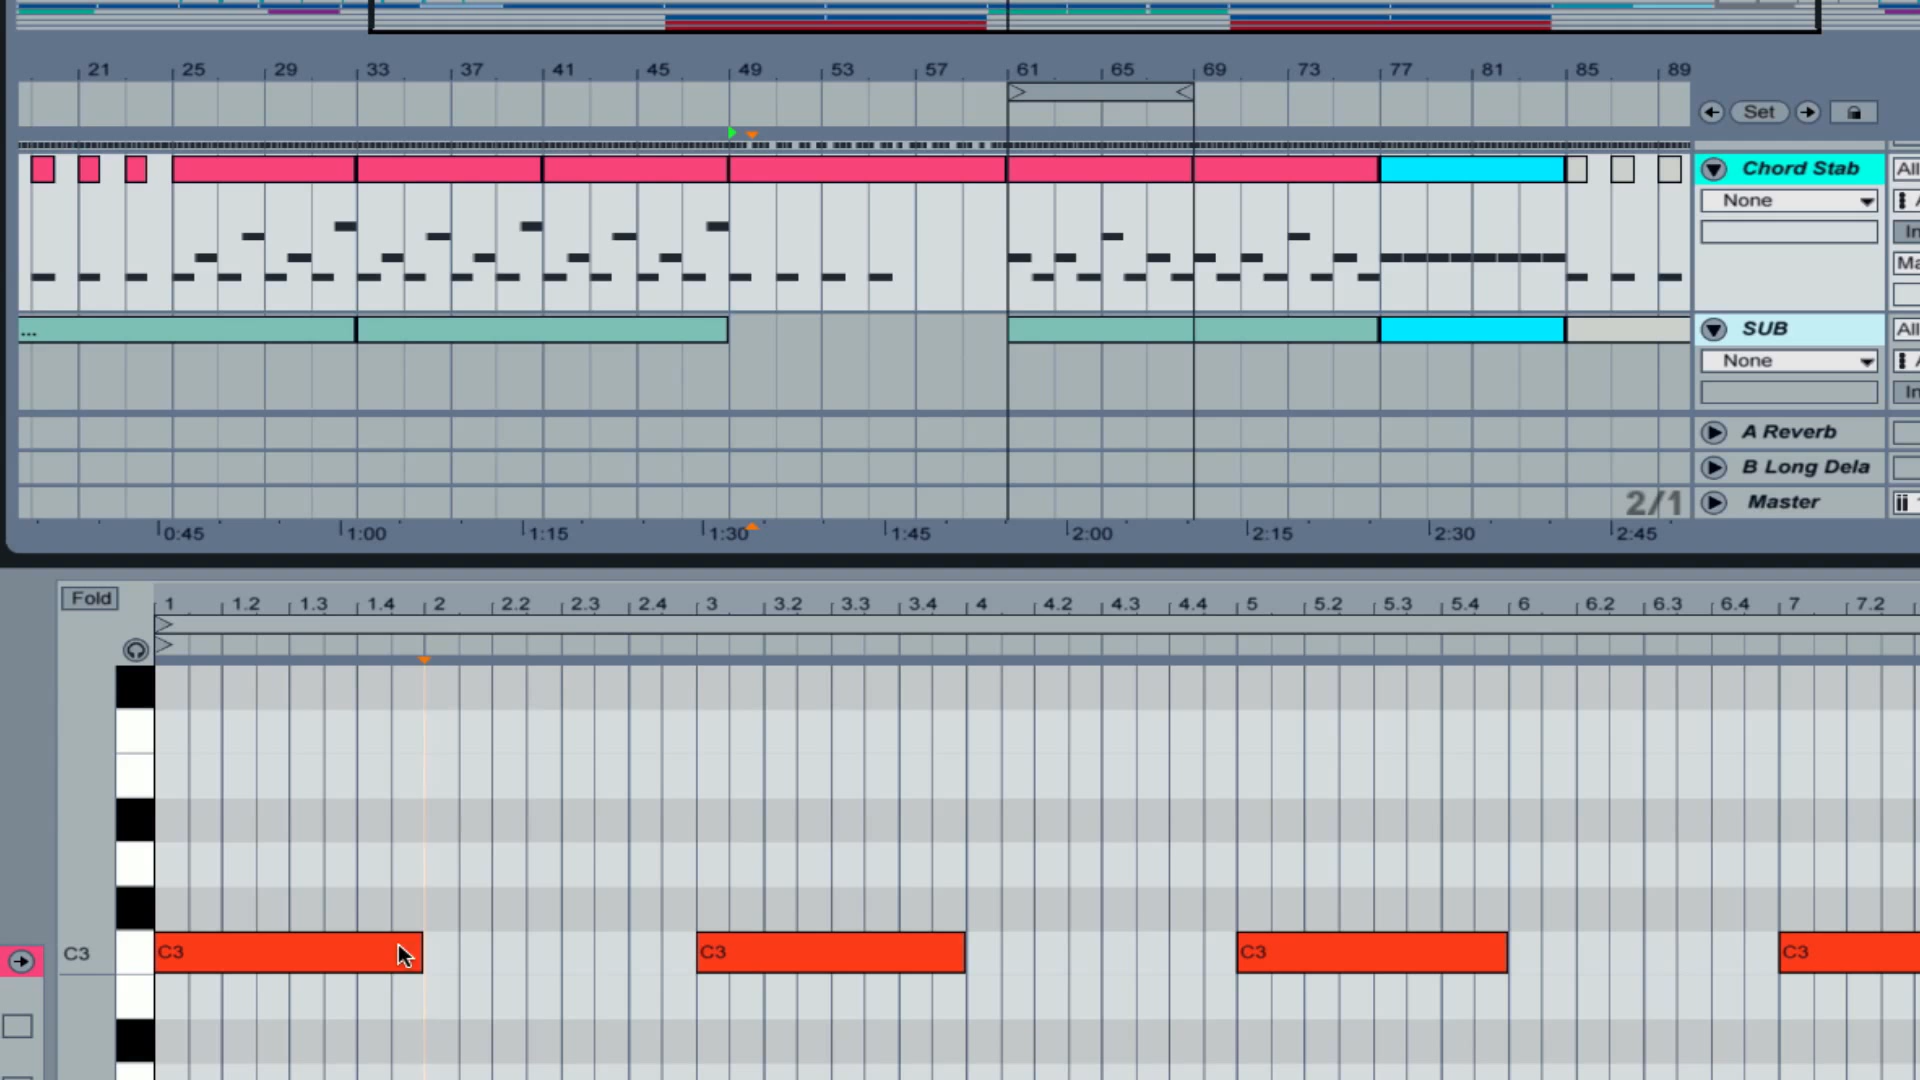 21 25 29 33 37 41 45 49 53 57 61 65 69 73 77 81 85 89
Set
Chord Stab
All
None
In
Ma
...
SUB
All
None
In
A Reverb
B Long Dela
2/1
Master
0:45 1:00 1:15 1:30 1:45 2:00 2:15 2:30 2:45
Fold
1 1.2 1.3 1.4 2 2.2 2.3 2.4 3 3.2 3.3 3.4 4 4.2 4.3 4.4 5 5.2 5.3 5.4 6 6.2 6.3 6.4 7 7.2
C3 C3 C3 C3 C3